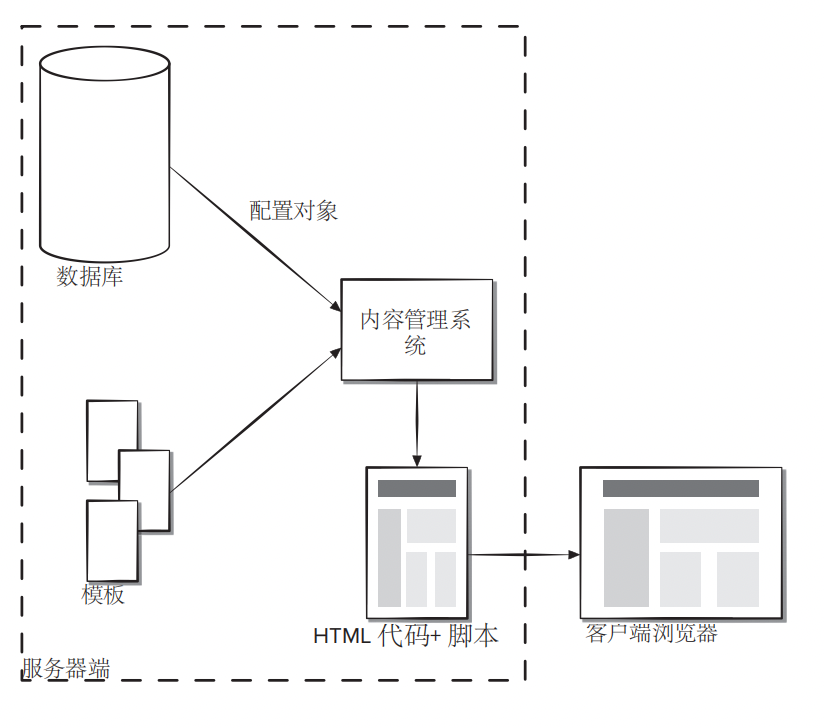 配置对象
数据库
内容管理系
统
模板
HTML 代码+ 脚本
客户端浏览器
服务器端